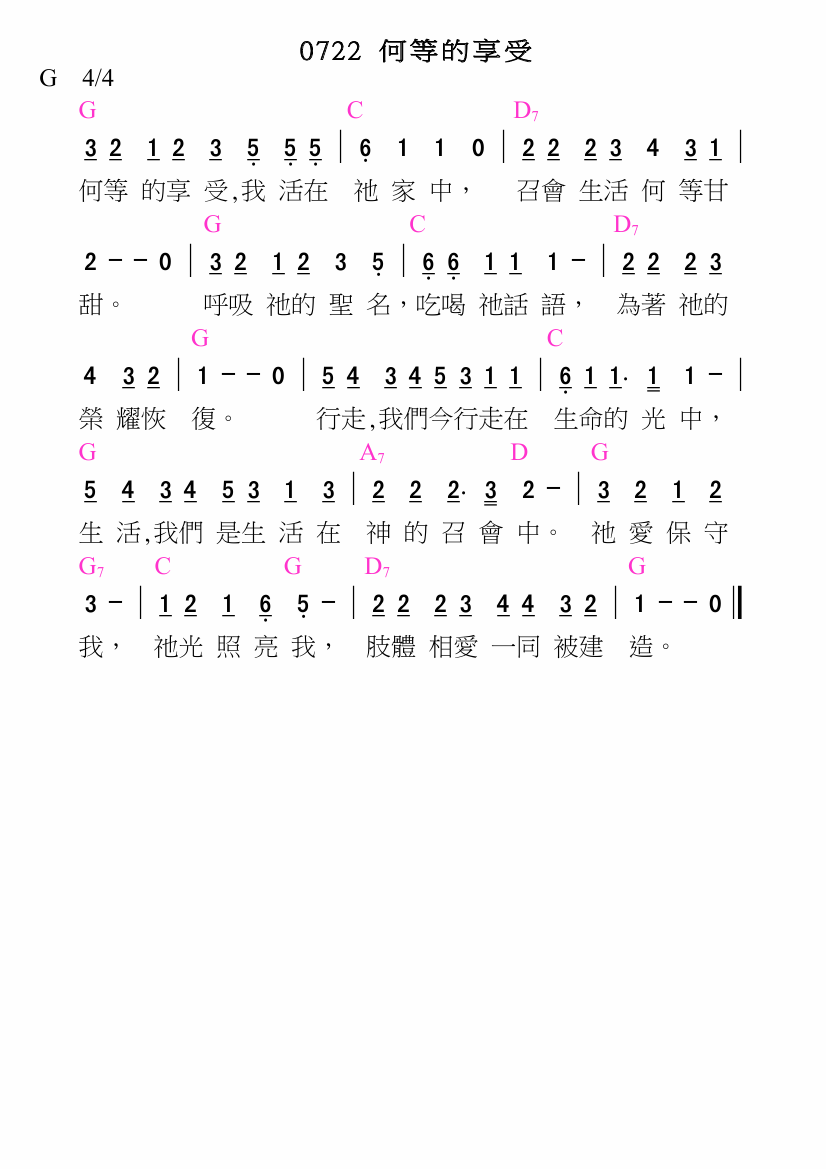 0722 何等的享受
G 4/4
G C D7
3 2 1 2 3 5 5 5 | 6 1 1 0 | 2 2 2 3 4 3 1 |
何等 的享 受,我 活在 祂 家 中, 召會 生活 何 等甘
G C D7
2 - - 0 | 3 2 1 2 3 5 | 6 6 1 1 1 - | 2 2 2 3
甜。 呼吸 祂的 聖 名,吃喝 祂話 語, 為著 祂的
G C
4 3 2 | 1 - - 0 | 5 4 3 4 5 3 1 1 | 6 1 1. 1 1 - |
榮 耀恢 復。 行走,我們今行走在 生命的 光 中,
G A7 D G
5 4 3 4 5 3 1 3 | 2 2 2. 3 2 - | 3 2 1 2
生 活,我們 是生 活 在 神 的 召 會 中。 祂 愛 保 守
G7 C G D7 G
3 - | 1 2 1 6 5 - | 2 2 2 3 4 4 3 2 | 1 - - 0 ‖
我, 祂光 照 亮 我, 肢體 相愛 一同 被建 造。